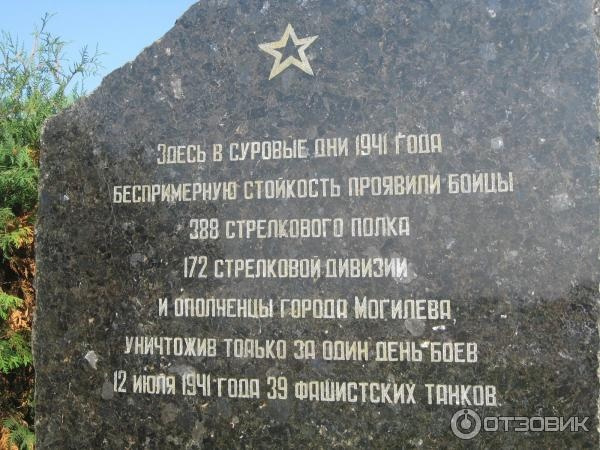 Здесь в суровые дни 1941 года
беспримерную стойкость проявили бойцы
388 стрелкового полка
172 стрелковой дивизии
и ополченцы города Могилева
уничтожив только за один день боев
12 июля 1941 года 39 фашистских танков.
ОТЗОВИК